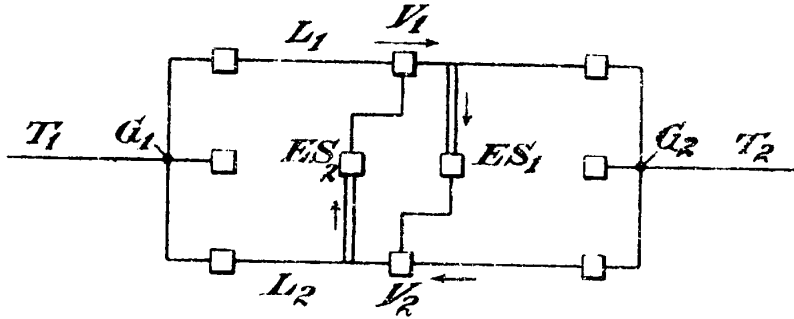 L₁ V₁
T₁ G₁ ES₂ ES₁ G₂ T₂
L₂ V₂